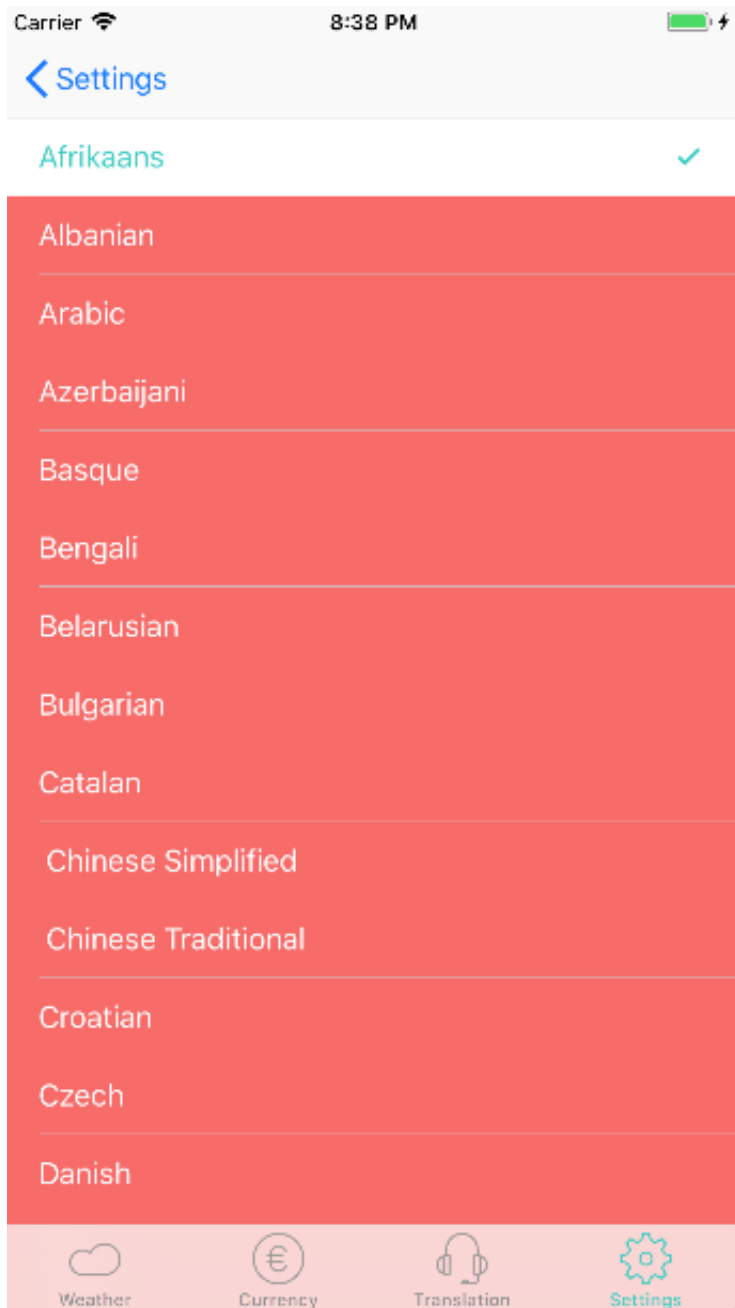 Carrier 8:38 PM
Settings
Afrikaans
Albanian
Arabic
Azerbaijani
Basque
Bengali
Belarusian
Bulgarian
Catalan
Chinese Simplified
Chinese Traditional
Croatian
Czech
Danish
Weather Currency Translation Settings